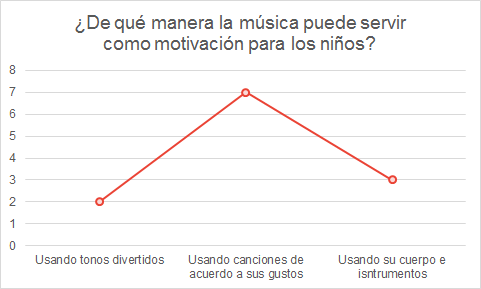 ¿De qué manera la música puede servir
como motivación para los niños?
8
7
6
5
4
3
2
1
0
Usando tonos divertidos
Usando canciones de
acuerdo a sus gustos
Usando su cuerpo e
isntrumentos